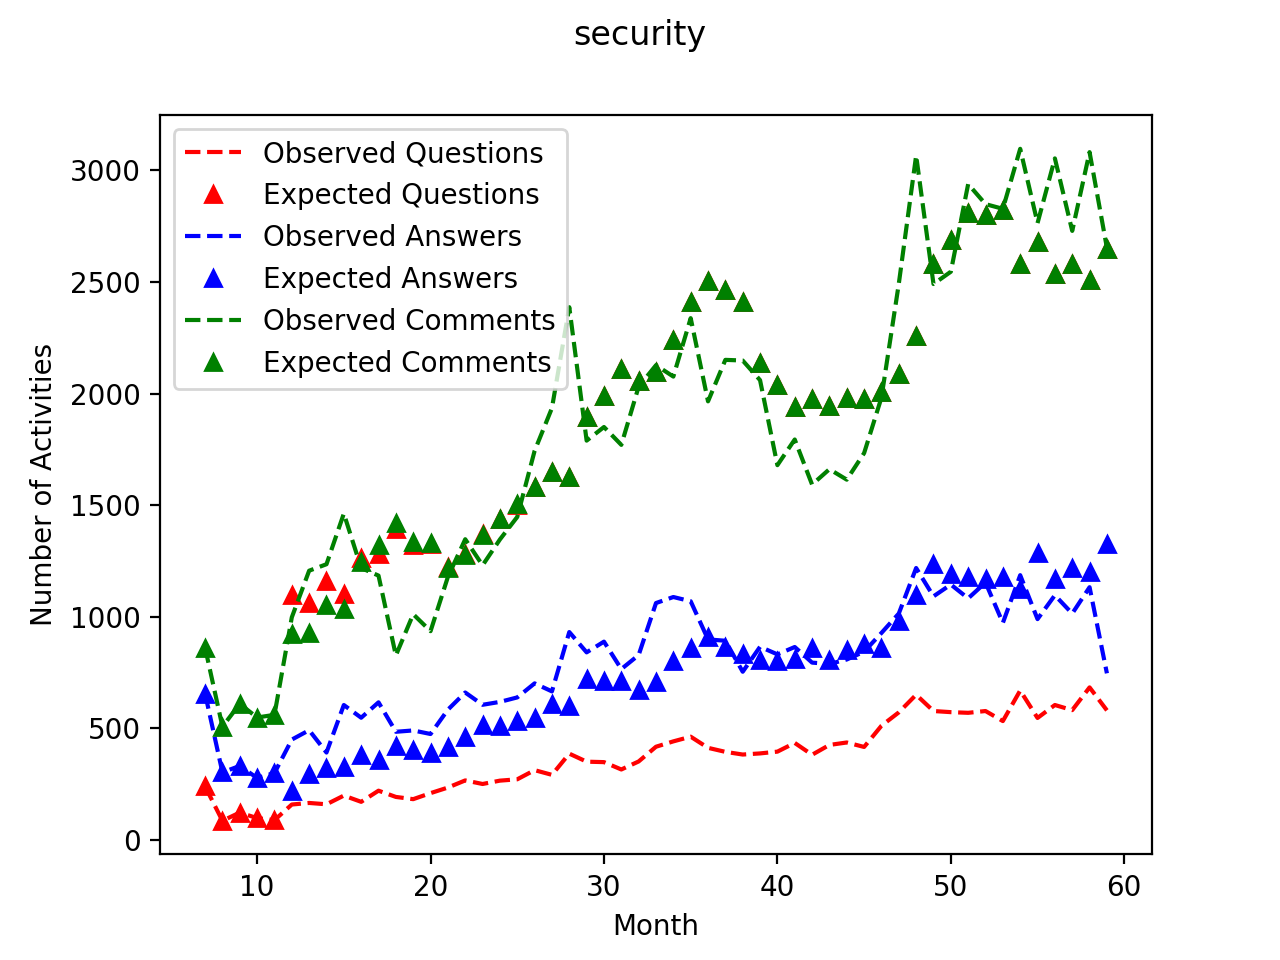 security
Observed Questions
Expected Questions
Observed Answers
Expected Answers
Observed Comments
Expected Comments
Number of Activities
3000
2500
2000
1500
1000
500
0
10 20 30 40 50 60
Month